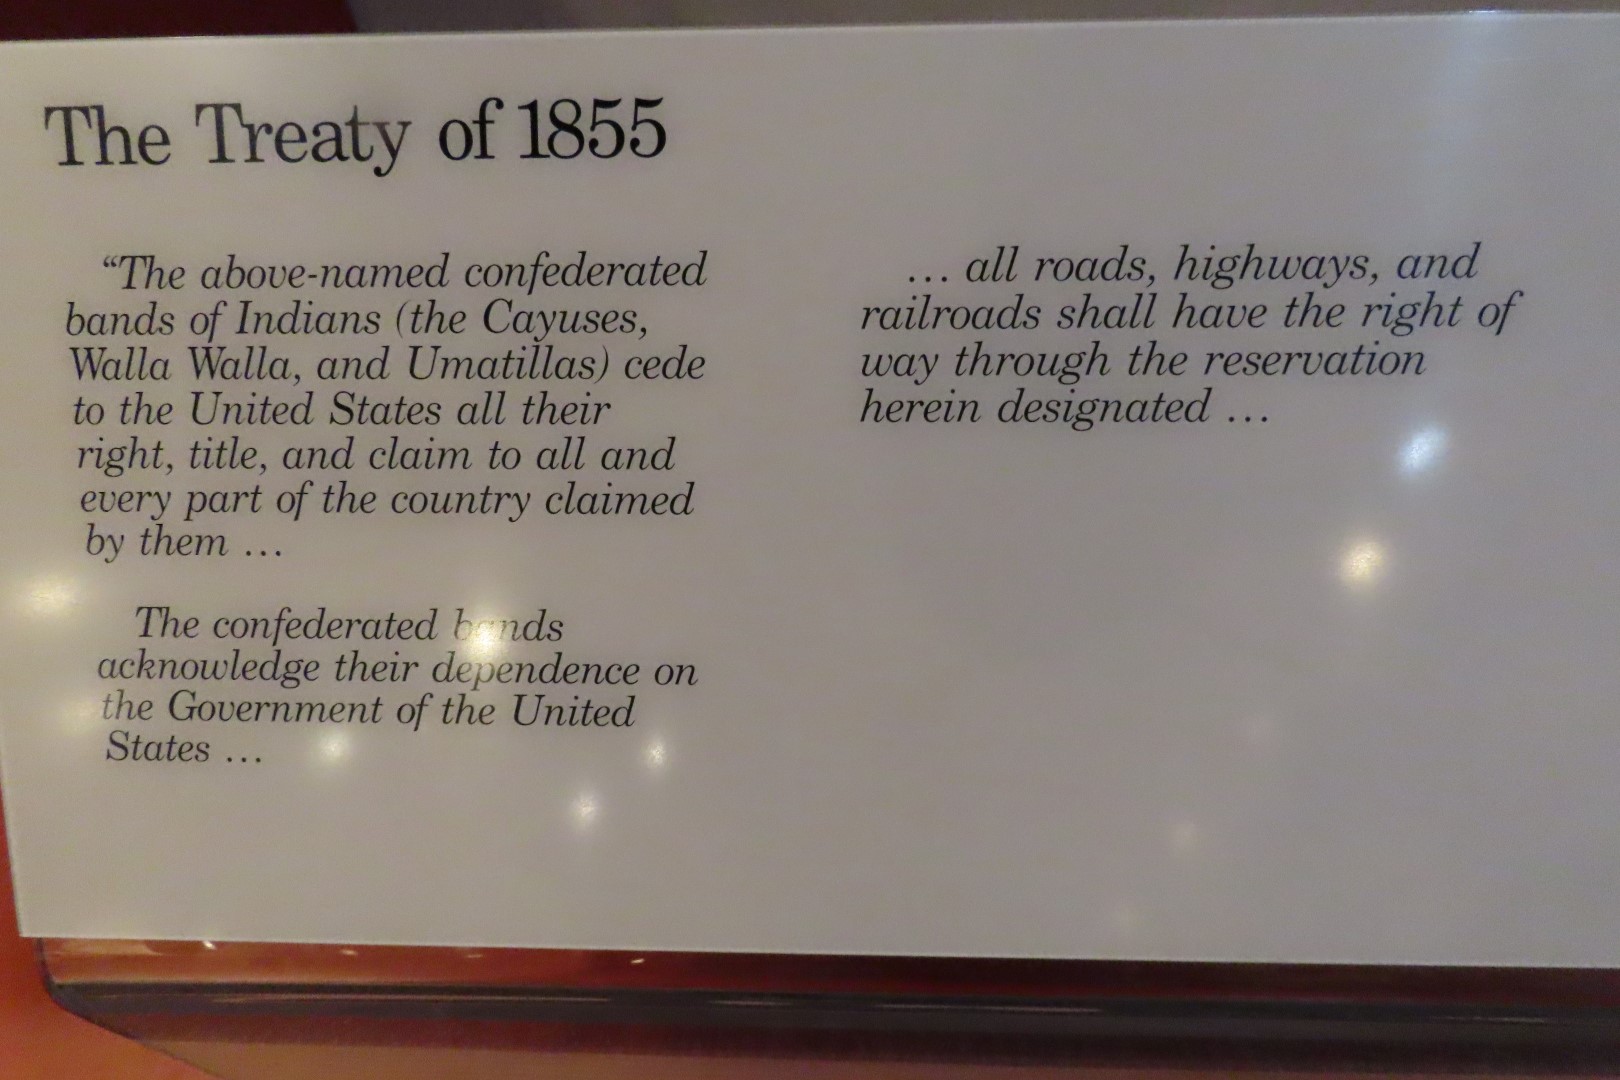 The Treaty of 1855
“The above-named confederated
bands of Indians (the Cayuses,
Walla Walla, and Umatillas) cede
to the United States all their
right, title, and claim to all and
every part of the country claimed
by them ...
The confederated bands
acknowledge their dependence on
the Government of the United
States ...
... all roads, highways, and
railroads shall have the right of
way through the reservation
herein designated ...